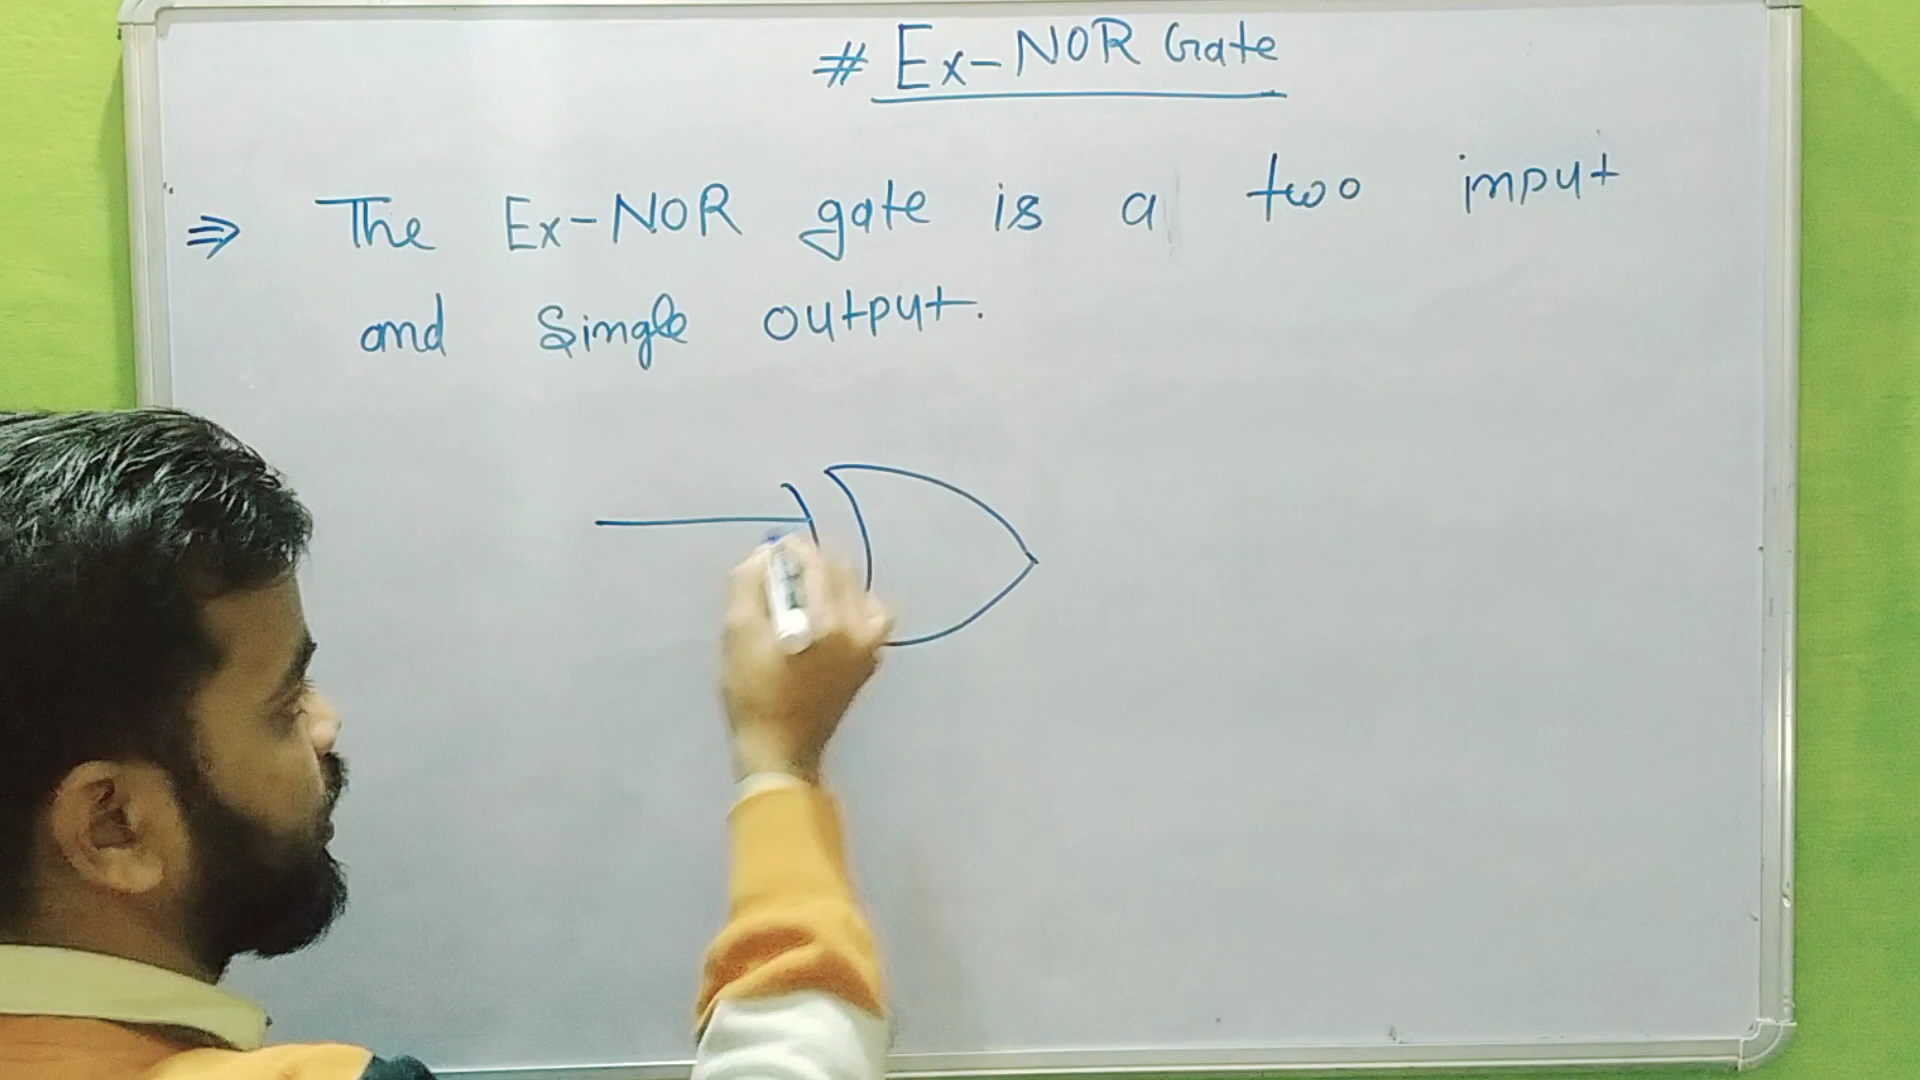 # Ex-NOR Gate
⇒ The Ex-NOR gate is a two input
and Single output.